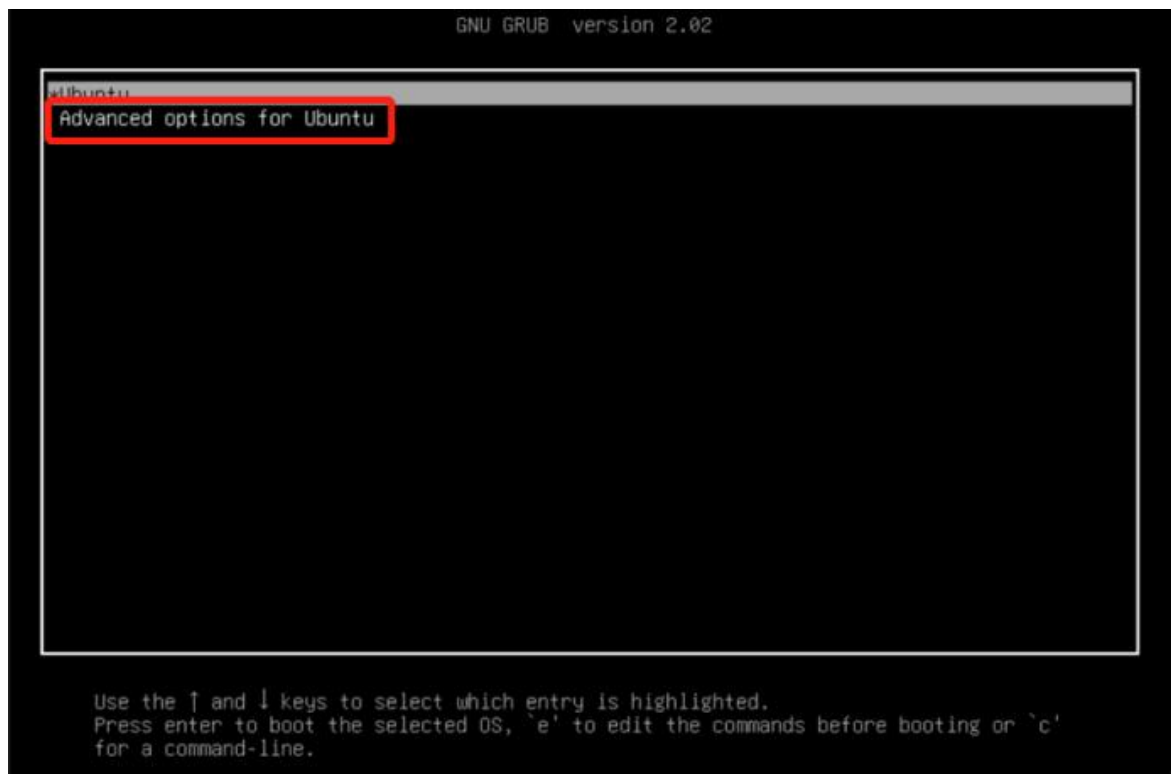 GNU GRUB version 2.02
*Ubuntu
Advanced options for Ubuntu
Use the ↑ and ↓ keys to select which entry is highlighted.
Press enter to boot the selected OS, `e' to edit the commands before booting or `c'
for a command-line.